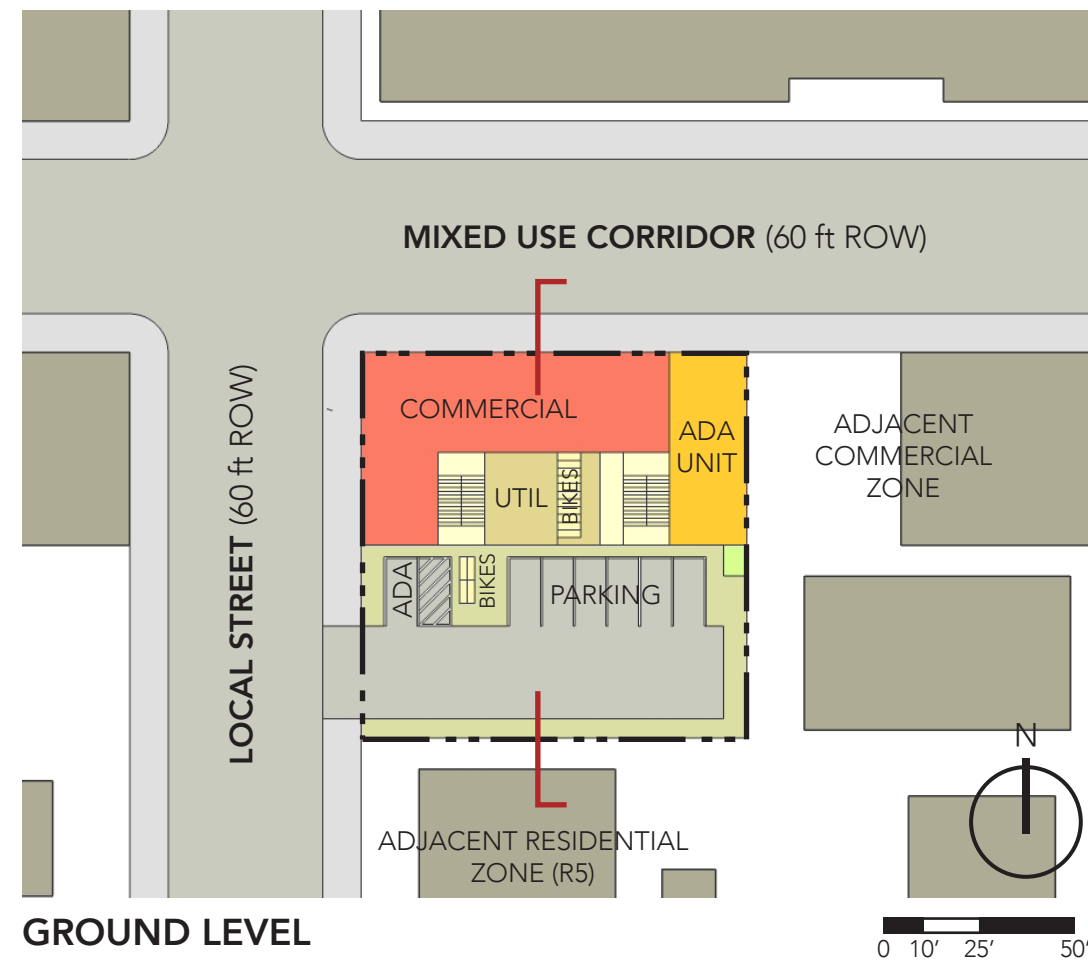 MIXED USE CORRIDOR (60 ft ROW)
LOCAL STREET (60 ft ROW)
COMMERCIAL
ADA
UNIT
ADJACENT
COMMERCIAL
ZONE
UTIL
BIKES
ADA
BIKES
PARKING
N
ADJACENT RESIDENTIAL
ZONE (R5)
GROUND LEVEL
0 10' 25' 50'